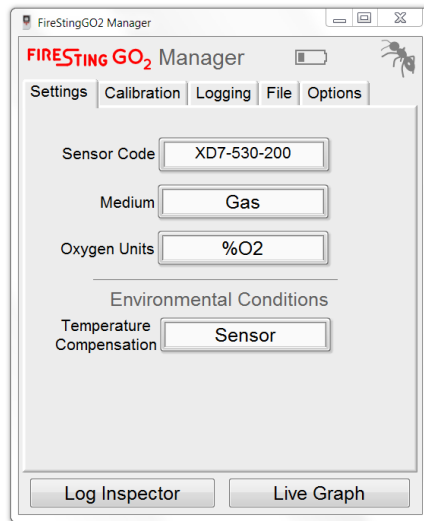 FireStingGO2 Manager
FIRESTING GO2 Manager
Settings Calibration Logging File Options
Sensor Code XD7-530-200
Medium Gas
Oxygen Units %O2
Environmental Conditions
Temperature
Compensation Sensor
Log Inspector Live Graph